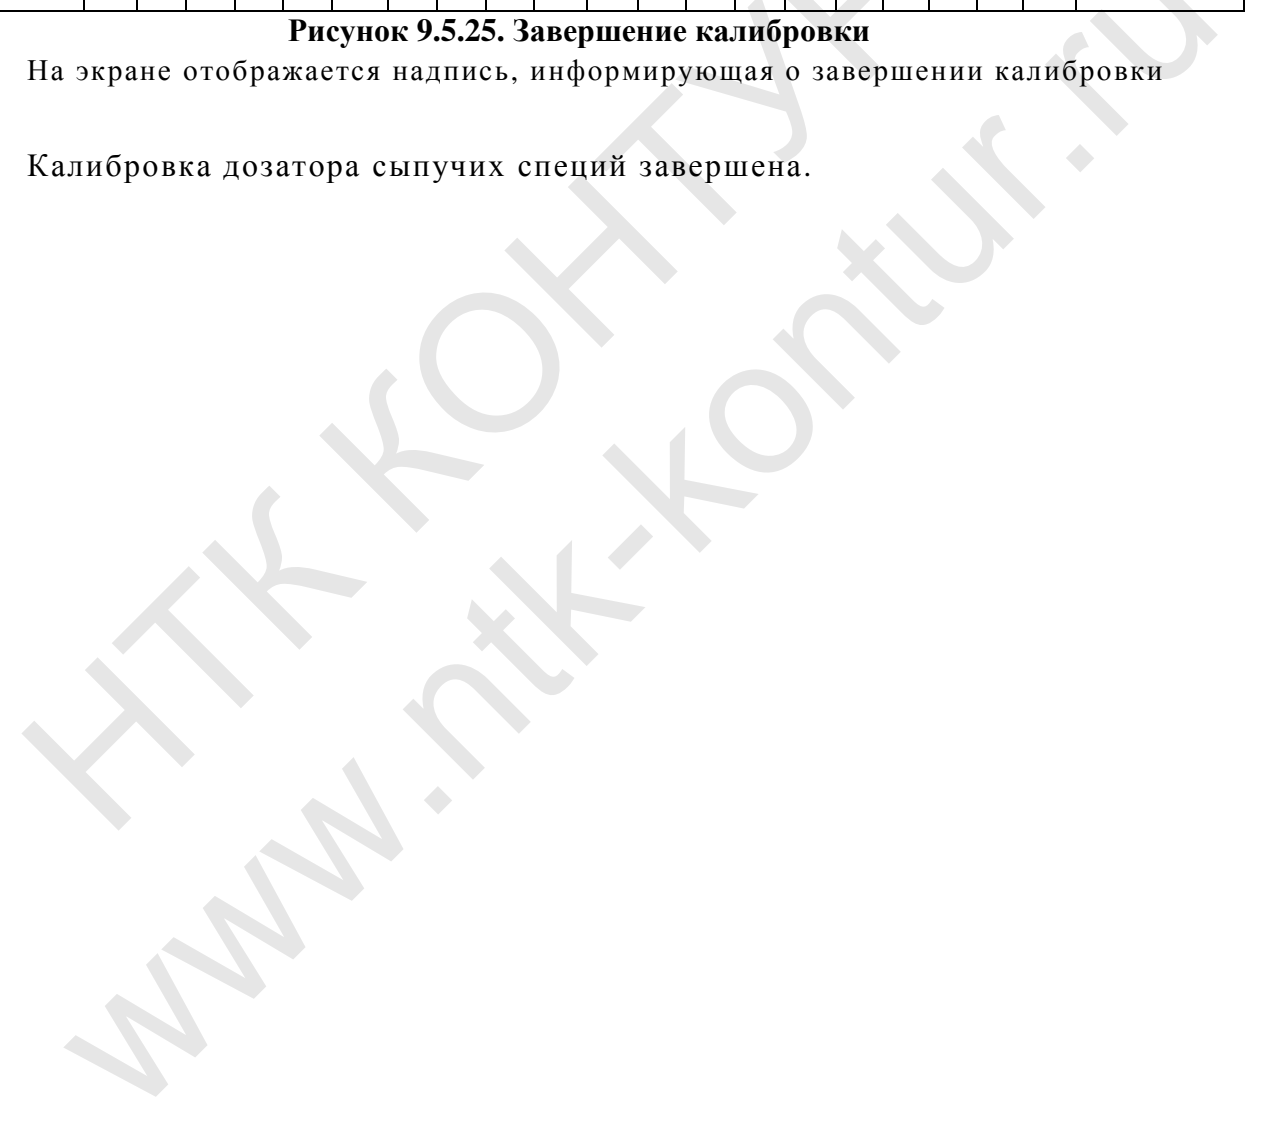 Рисунок 9.5.25. Завершение калибровки
На экране отображается надпись, информирующая о завершении калибровки
Калибровка дозатора сыпучих специй завершена.
НТК КОНТУР
www.ntk-kontur.ru